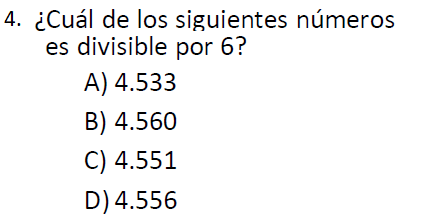 4. ¿Cuál de los siguientes números
es divisible por 6?
A) 4.533
B) 4.560
C) 4.551
D) 4.556